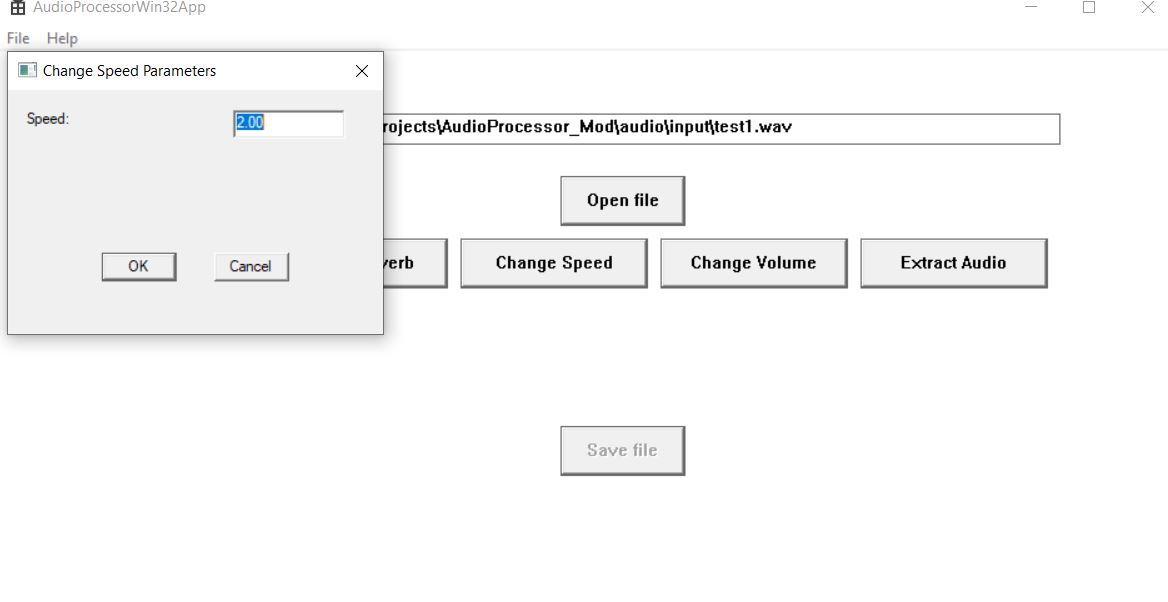 AudioProcessorWin32App
File Help
Change Speed Parameters
Speed: 2.00
rojects\AudioProcessor_Mod\audio\input\test1.wav
Open file
verb Change Speed Change Volume Extract Audio
OK Cancel
Save file